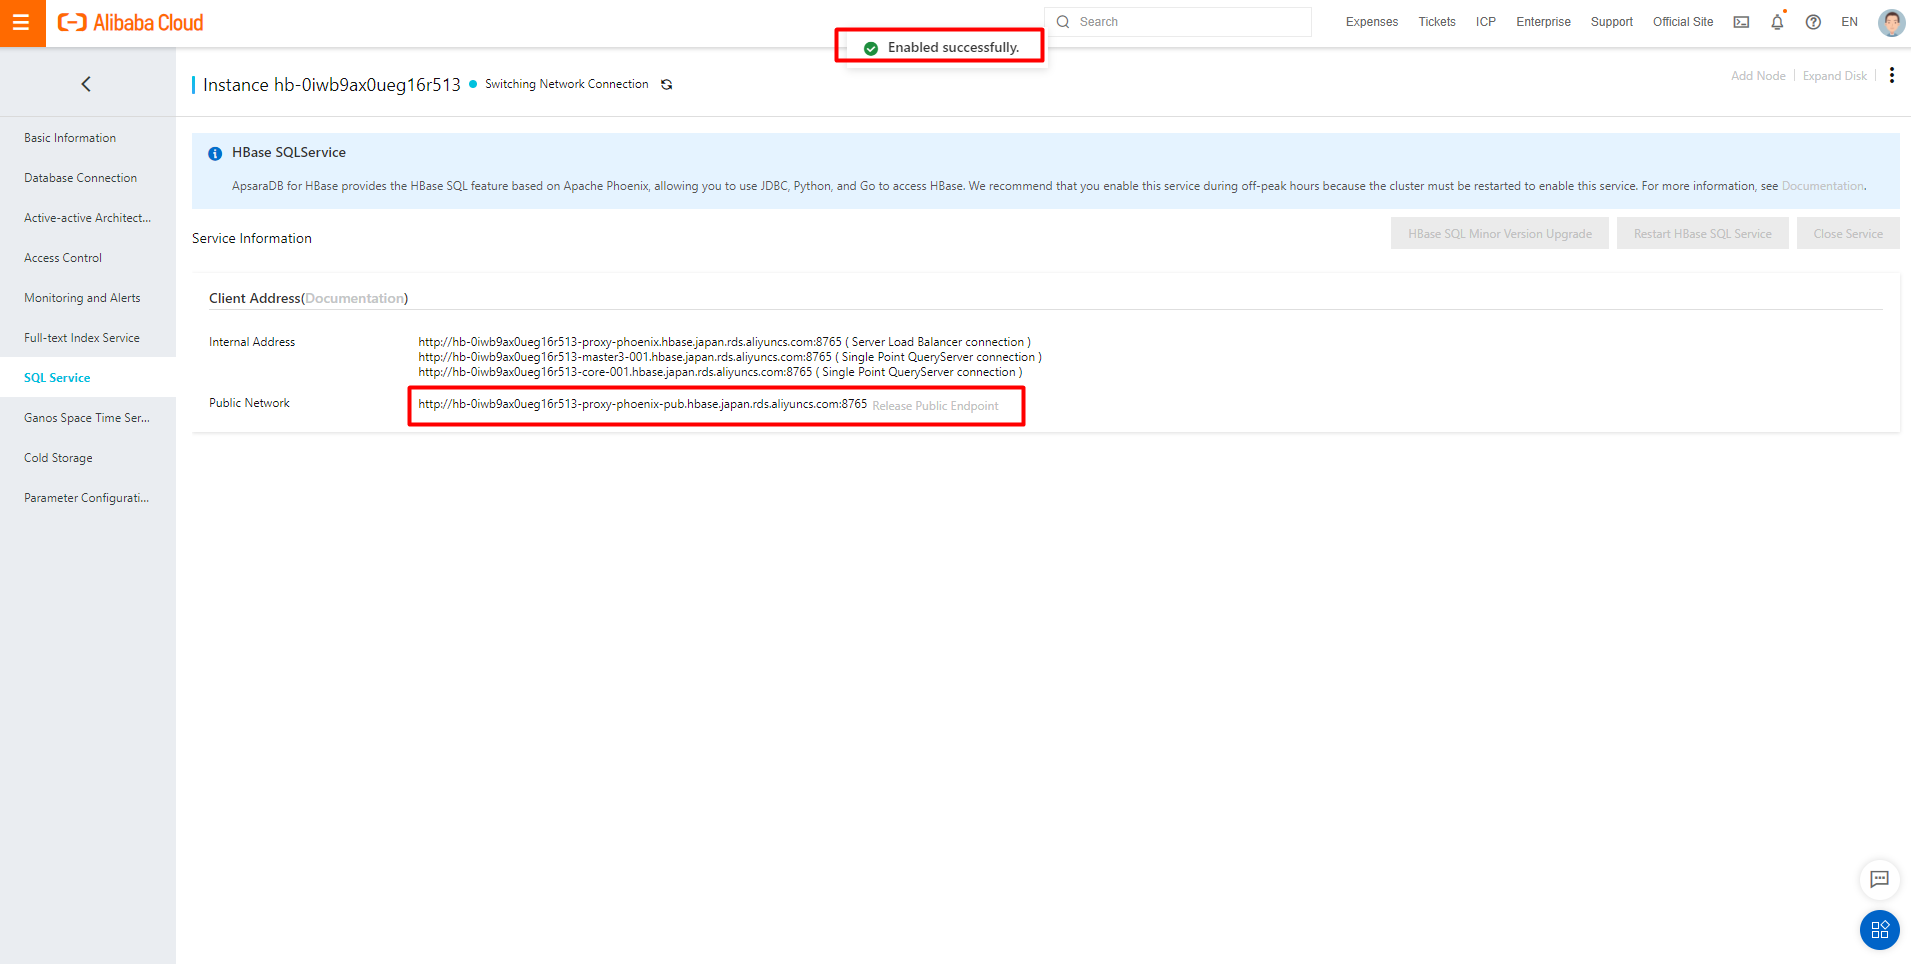 Alibaba Cloud
Search
Expenses
Tickets
ICP
Enterprise
Support
Official Site
EN
Enabled successfully.
Instance hb-0iwb9ax0ueg16r513
Switching Network Connection
Add Node
Expand Disk
Basic Information
Database Connection
Active-active Architect...
Access Control
Monitoring and Alerts
Full-text Index Service
SQL Service
Ganos Space Time Ser...
Cold Storage
Parameter Configurati...
HBase SQLService
ApsaraDB for HBase provides the HBase SQL feature based on Apache Phoenix, allowing you to use JDBC, Python, and Go to access HBase. We recommend that you enable this service during off-peak hours because the cluster must be restarted to enable this service. For more information, see Documentation.
Service Information
HBase SQL Minor Version Upgrade
Restart HBase SQL Service
Close Service
Client Address(Documentation)
Internal Address
http://hb-0iwb9ax0ueg16r513-proxy-phoenix.hbase.japan.rds.aliyuncs.com:8765 ( Server Load Balancer connection )
http://hb-0iwb9ax0ueg16r513-master3-001.hbase.japan.rds.aliyuncs.com:8765 ( Single Point QueryServer connection )
http://hb-0iwb9ax0ueg16r513-core-001.hbase.japan.rds.aliyuncs.com:8765 ( Single Point QueryServer connection )
Public Network
http://hb-0iwb9ax0ueg16r513-proxy-phoenix-pub.hbase.japan.rds.aliyuncs.com:8765 Release Public Endpoint